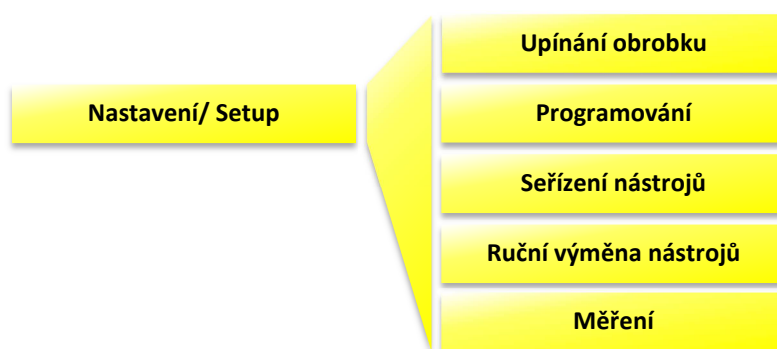 Nastavení/ Setup
Upínání obrobku
Programování
Seřízení nástrojů
Ruční výměna nástrojů
Měření